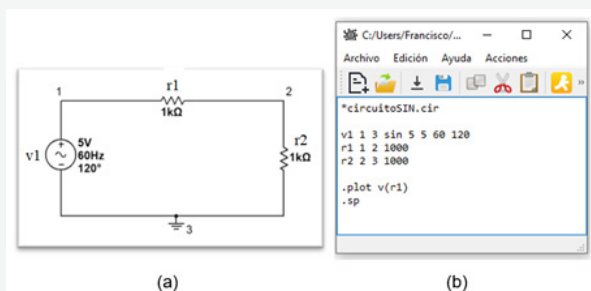 1
r1
1kΩ
2
v1
5V
60Hz
120°
r2
1kΩ
3
(a)
C:/Users/Francisco/...
Archivo Edición Ayuda Acciones
*circuitoSIN.cir
v1 1 3 sin 5 5 60 120
r1 1 2 1000
r2 2 3 1000
.plot v(r1)
.sp
(b)